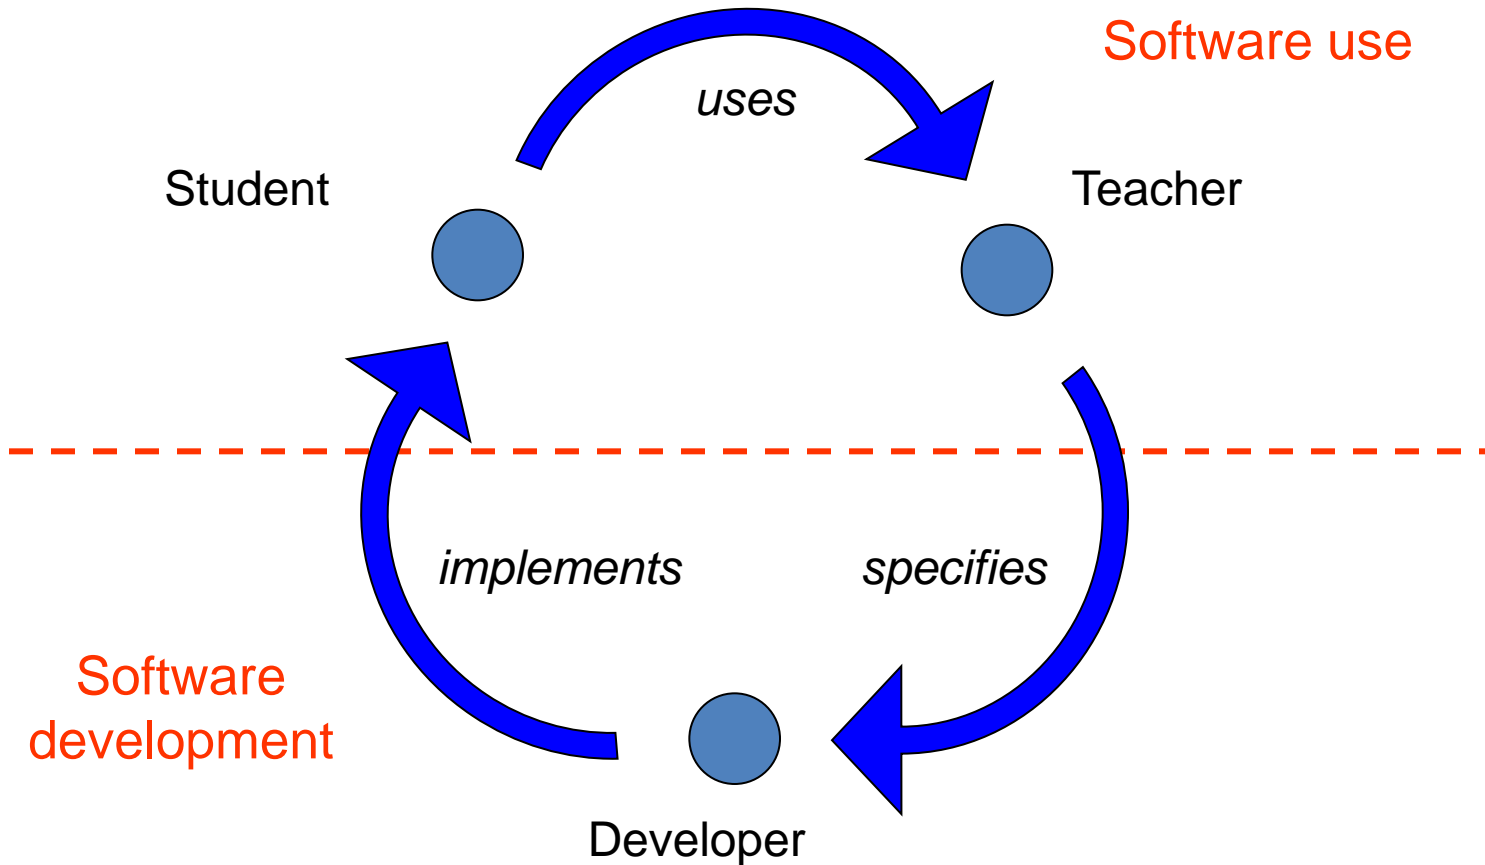 Software use
uses
Student
Teacher
implements
specifies
Software
development
Developer